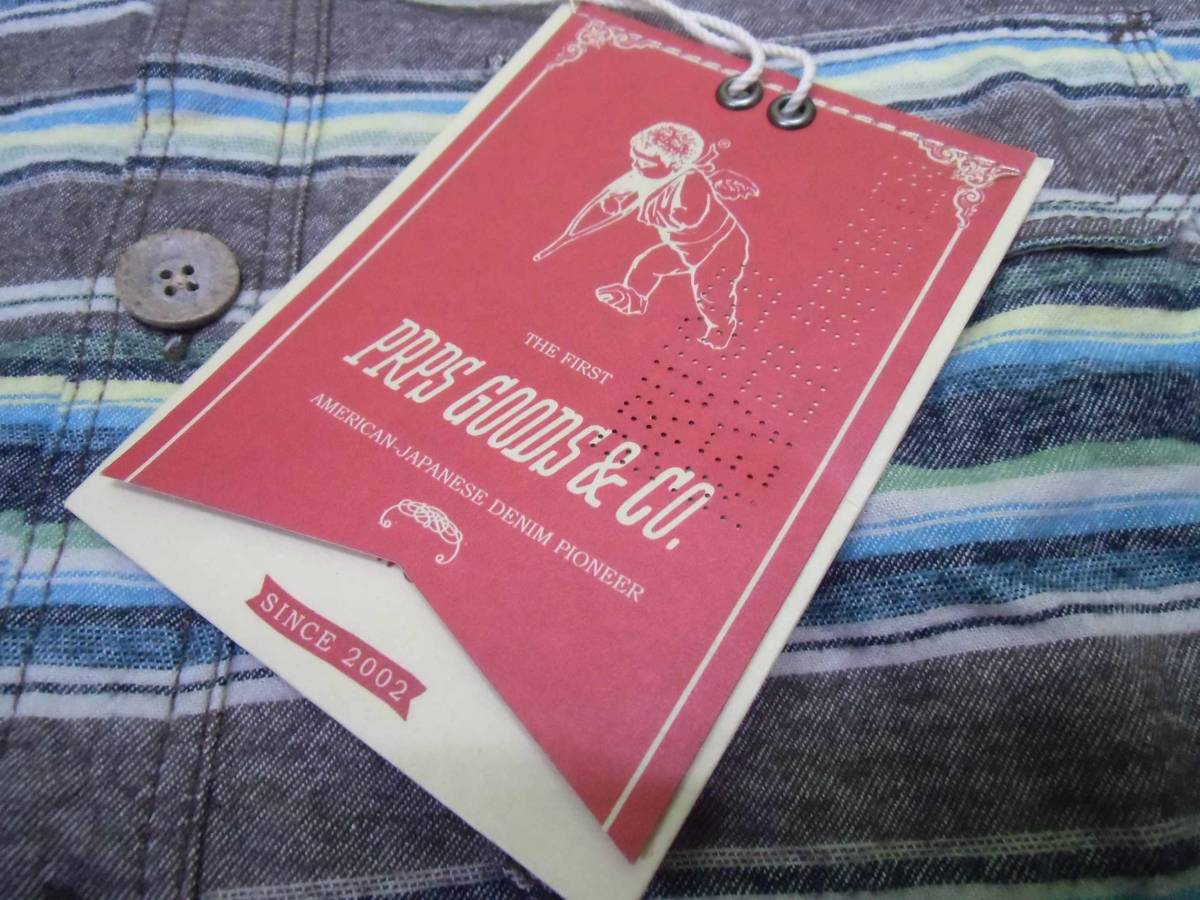 ®
THE FIRST
PRPS GOODS & CO.
AMERICAN-JAPANESE DENIM PIONEER
SINCE 2002